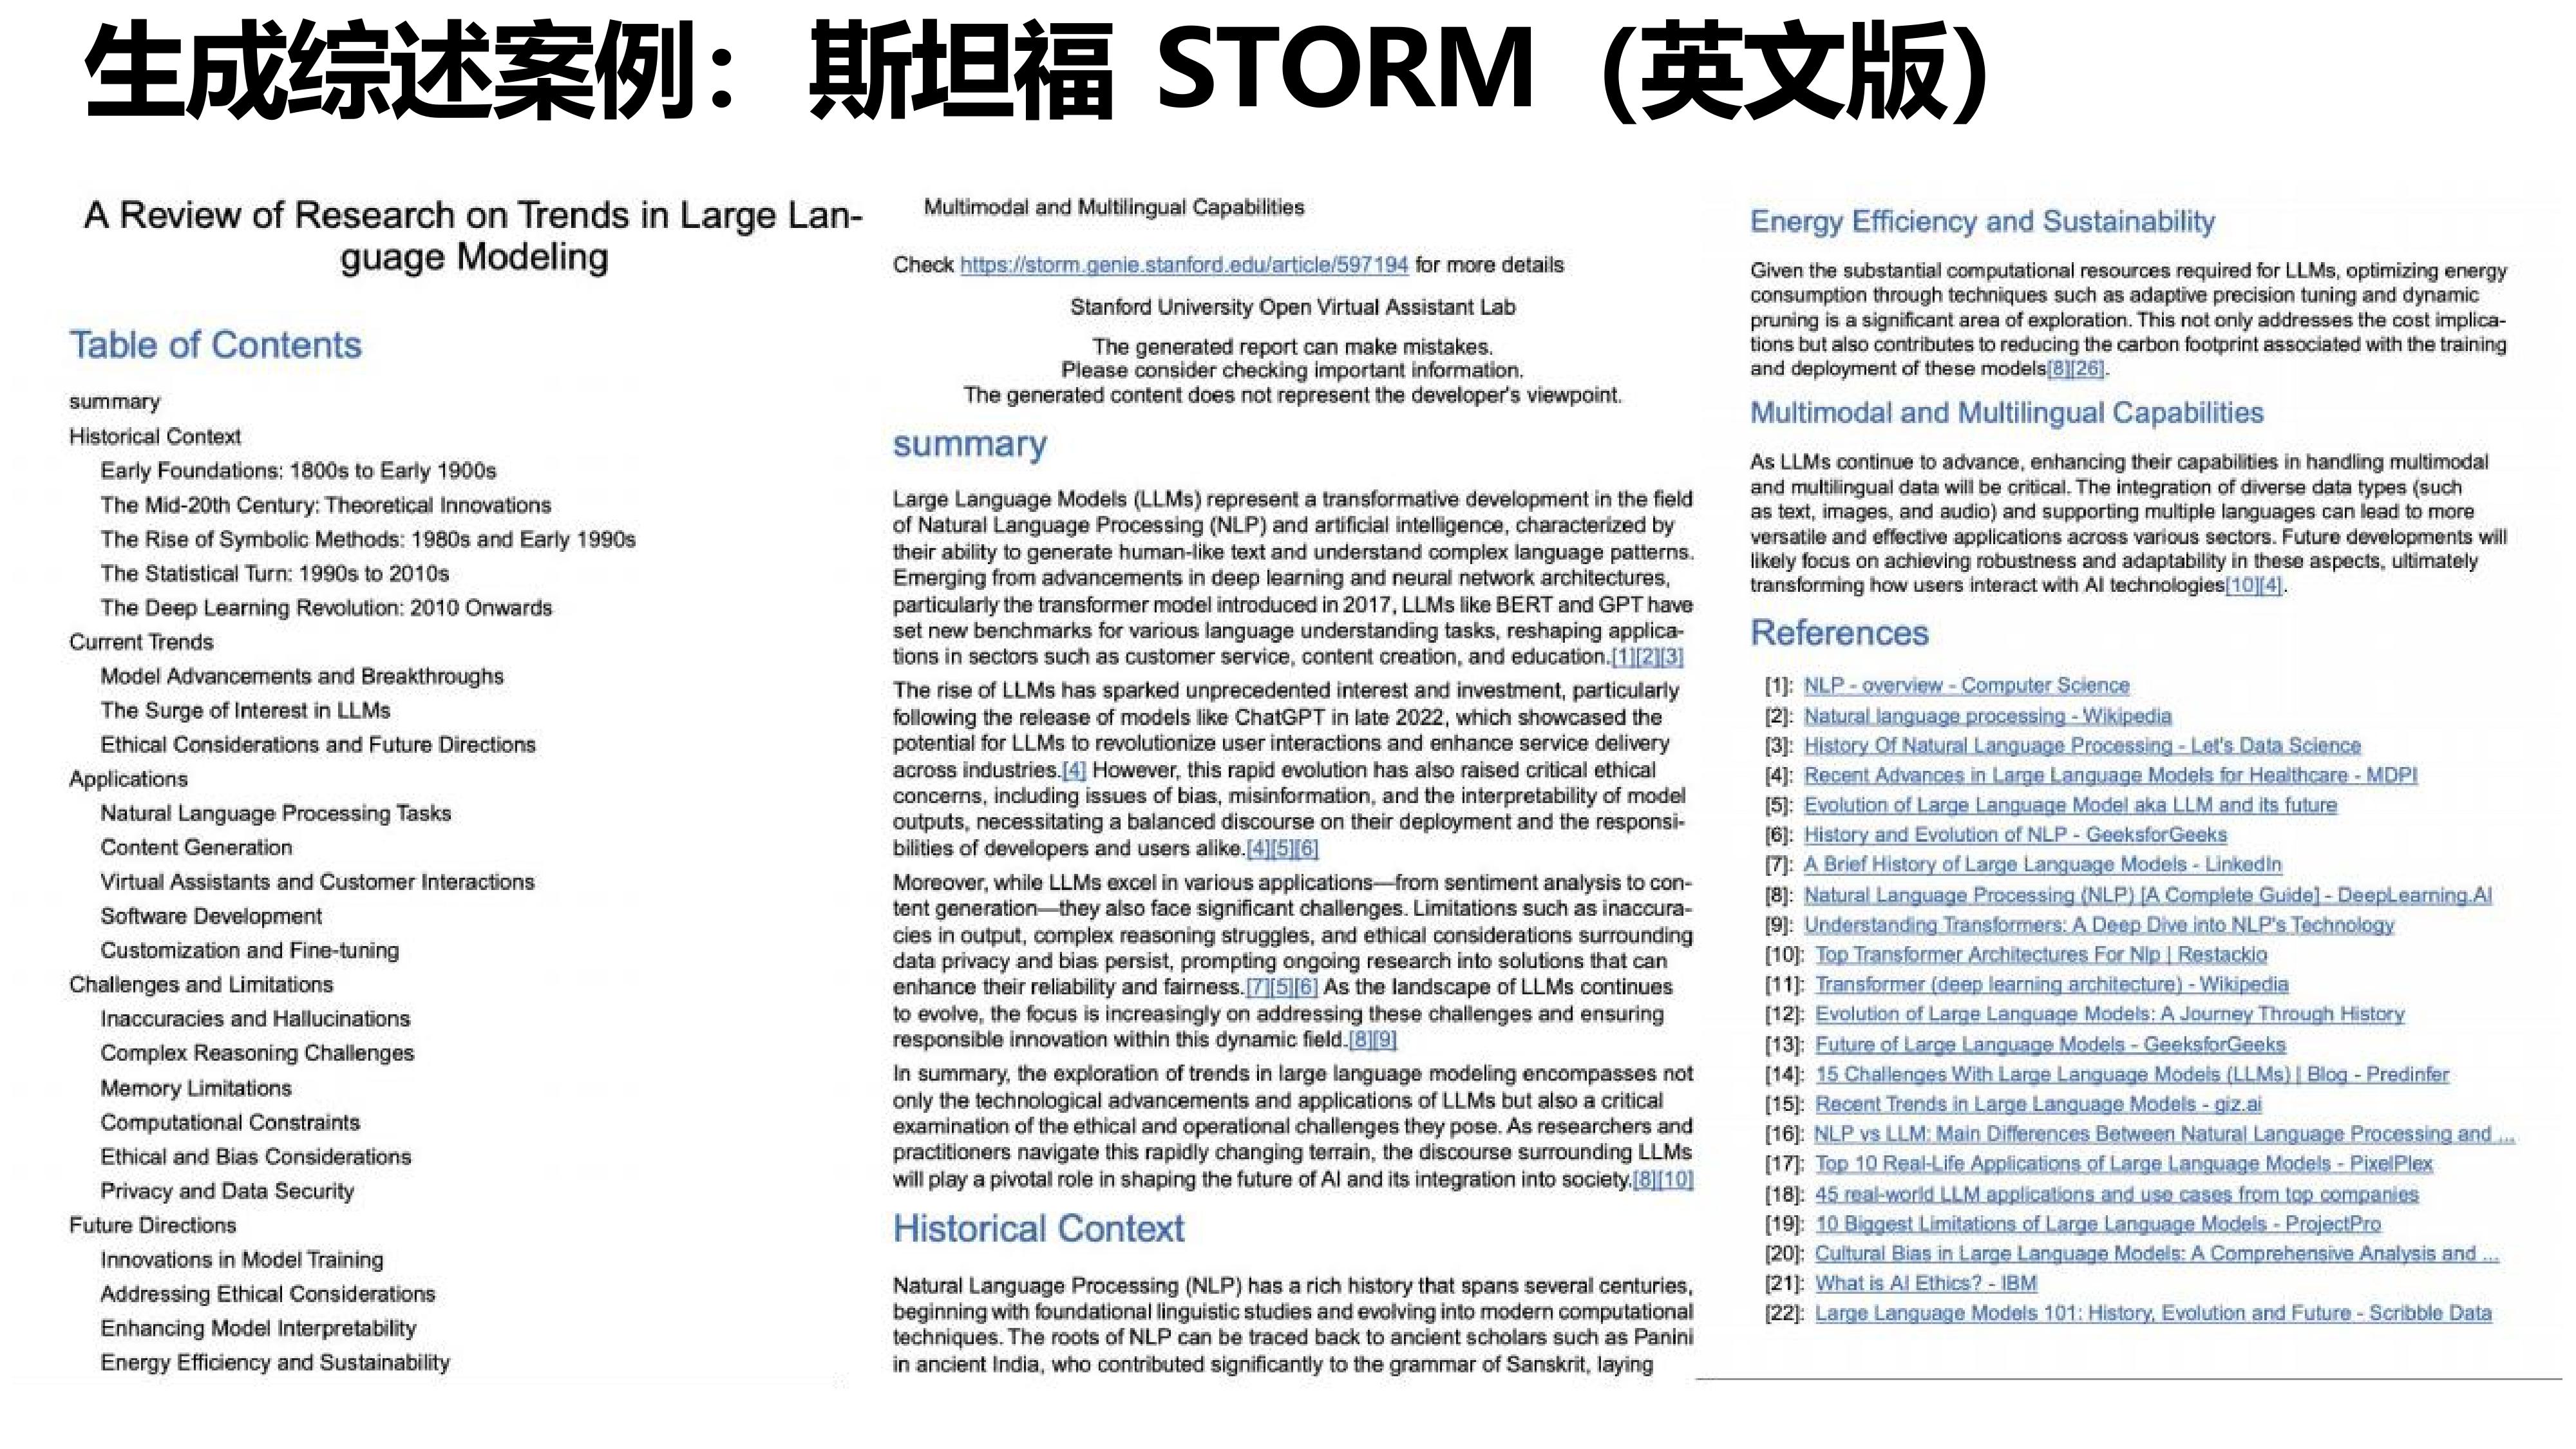 生成综述案例： 斯坦福 STORM（英文版）
A Review of Research on Trends in Large Lan-
guage Modeling
Table of Contents
summary
Historical Context
Early Foundations: 1800s to Early 1900s
The Mid-20th Century: Theoretical Innovations
The Rise of Symbolic Methods: 1980s and Early 1990s
The Statistical Turn: 1990s to 2010s
The Deep Learning Revolution: 2010 Onwards
Current Trends
Model Advancements and Breakthroughs
The Surge of Interest in LLMs
Ethical Considerations and Future Directions
Applications
Natural Language Processing Tasks
Content Generation
Virtual Assistants and Customer Interactions
Software Development
Customization and Fine-tuning
Challenges and Limitations
Inaccuracies and Hallucinations
Complex Reasoning Challenges
Memory Limitations
Computational Constraints
Ethical and Bias Considerations
Privacy and Data Security
Future Directions
Innovations in Model Training
Addressing Ethical Considerations
Enhancing Model Interpretability
Energy Efficiency and Sustainability
Multimodal and Multilingual Capabilities
Check https://storm.genie.stanford.edu/article/597194 for more details
Stanford University Open Virtual Assistant Lab
The generated report can make mistakes.
Please consider checking important information.
The generated content does not represent the developer's viewpoint.
summary
Large Language Models (LLMs) represent a transformative development in the field
of Natural Language Processing (NLP) and artificial intelligence, characterized by
their ability to generate human-like text and understand complex language patterns.
Emerging from advancements in deep learning and neural network architectures,
particularly the transformer model introduced in 2017, LLMs like BERT and GPT have
set new benchmarks for various language understanding tasks, reshaping applica-
tions in sectors such as customer service, content creation, and education.[1][2][3]
The rise of LLMs has sparked unprecedented interest and investment, particularly
following the release of models like ChatGPT in late 2022, which showcased the
potential for LLMs to revolutionize user interactions and enhance service delivery
across industries.[4] However, this rapid evolution has also raised critical ethical
concerns, including issues of bias, misinformation, and the interpretability of model
outputs, necessitating a balanced discourse on their deployment and the responsi-
bilities of developers and users alike.[4][5][6]
Moreover, while LLMs excel in various applications—from sentiment analysis to con-
tent generation—they also face significant challenges. Limitations such as inaccura-
cies in output, complex reasoning struggles, and ethical considerations surrounding
data privacy and bias persist, prompting ongoing research into solutions that can
enhance their reliability and fairness.[7][5][6] As the landscape of LLMs continues
to evolve, the focus is increasingly on addressing these challenges and ensuring
responsible innovation within this dynamic field.[8][9]
In summary, the exploration of trends in large language modeling encompasses not
only the technological advancements and applications of LLMs but also a critical
examination of the ethical and operational challenges they pose. As researchers and
practitioners navigate this rapidly changing terrain, the discourse surrounding LLMs
will play a pivotal role in shaping the future of AI and its integration into society.[8][10]
Historical Context
Natural Language Processing (NLP) has a rich history that spans several centuries,
beginning with foundational linguistic studies and evolving into modern computational
techniques. The roots of NLP can be traced back to ancient scholars such as Panini
in ancient India, who contributed significantly to the grammar of Sanskrit, laying
Energy Efficiency and Sustainability
Given the substantial computational resources required for LLMs, optimizing energy
consumption through techniques such as adaptive precision tuning and dynamic
pruning is a significant area of exploration. This not only addresses the cost implica-
tions but also contributes to reducing the carbon footprint associated with the training
and deployment of these models[8][26].
Multimodal and Multilingual Capabilities
As LLMs continue to advance, enhancing their capabilities in handling multimodal
and multilingual data will be critical. The integration of diverse data types (such
as text, images, and audio) and supporting multiple languages can lead to more
versatile and effective applications across various sectors. Future developments will
likely focus on achieving robustness and adaptability in these aspects, ultimately
transforming how users interact with AI technologies[10][4].
References
[1]: NLP - overview - Computer Science
[2]: Natural language processing - Wikipedia
[3]: History Of Natural Language Processing - Let's Data Science
[4]: Recent Advances in Large Language Models for Healthcare - MDPI
[5]: Evolution of Large Language Model aka LLM and its future
[6]: History and Evolution of NLP - GeeksforGeeks
[7]: A Brief History of Large Language Models - LinkedIn
[8]: Natural Language Processing (NLP) [A Complete Guide] - DeepLearning.AI
[9]: Understanding Transformers: A Deep Dive into NLP's Technology
[10]: Top Transformer Architectures For Nlp | Restackio
[11]: Transformer (deep learning architecture) - Wikipedia
[12]: Evolution of Large Language Models: A Journey Through History
[13]: Future of Large Language Models - GeeksforGeeks
[14]: 15 Challenges With Large Language Models (LLMs) | Blog - Predinfer
[15]: Recent Trends in Large Language Models - giz.ai
[16]: NLP vs LLM: Main Differences Between Natural Language Processing and ...
[17]: Top 10 Real-Life Applications of Large Language Models - PixelPlex
[18]: 45 real-world LLM applications and use cases from top companies
[19]: 10 Biggest Limitations of Large Language Models - ProjectPro
[20]: Cultural Bias in Large Language Models: A Comprehensive Analysis and ...
[21]: What is AI Ethics? - IBM
[22]: Large Language Models 101: History, Evolution and Future - Scribble Data